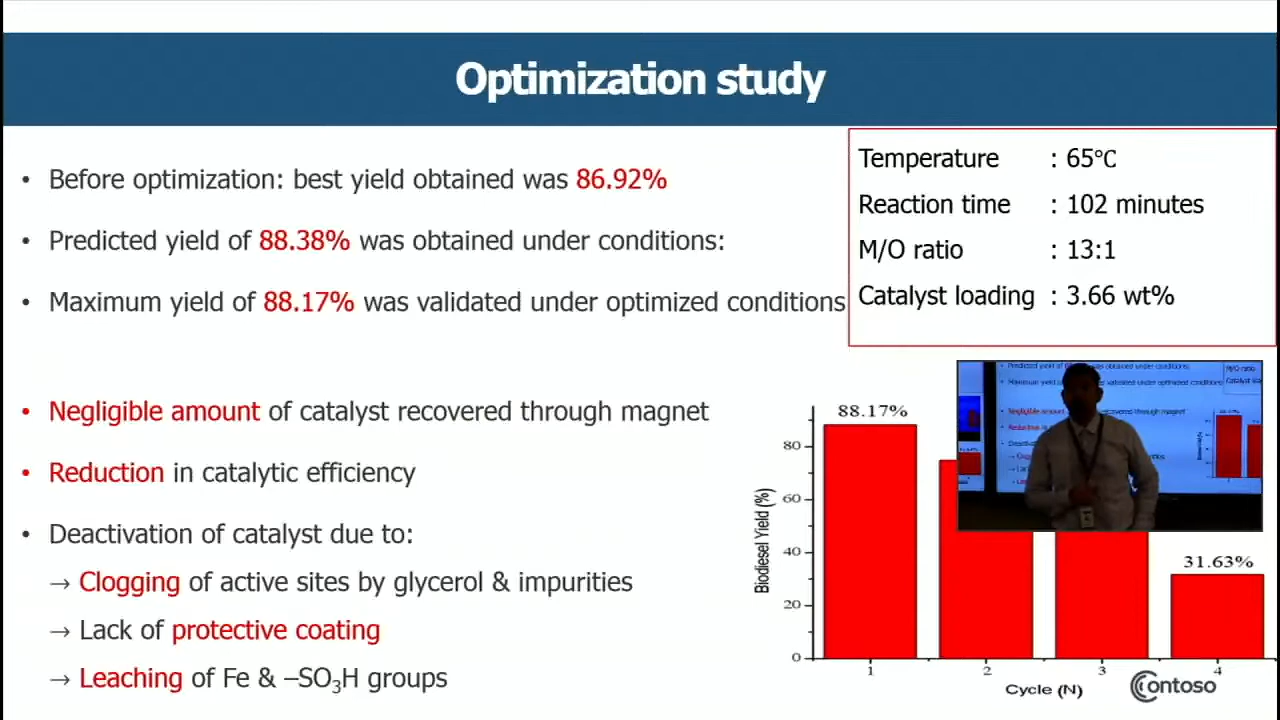 Optimization study
• Before optimization: best yield obtained was 86.92%
• Predicted yield of 88.38% was obtained under conditions:
• Maximum yield of 88.17% was validated under optimized conditions
Temperature : 65°C
Reaction time : 102 minutes
M/O ratio : 13:1
Catalyst loading : 3.66 wt%
• Negligible amount of catalyst recovered through magnet
• Reduction in catalytic efficiency
• Deactivation of catalyst due to:
→ Clogging of active sites by glycerol & impurities
→ Lack of protective coating
→ Leaching of Fe & –SO₃H groups
88.17%
31.63%
80
60
40
20
0
Biodiesel Yield (%)
1 2 3 4
Cycle (N)
Contoso